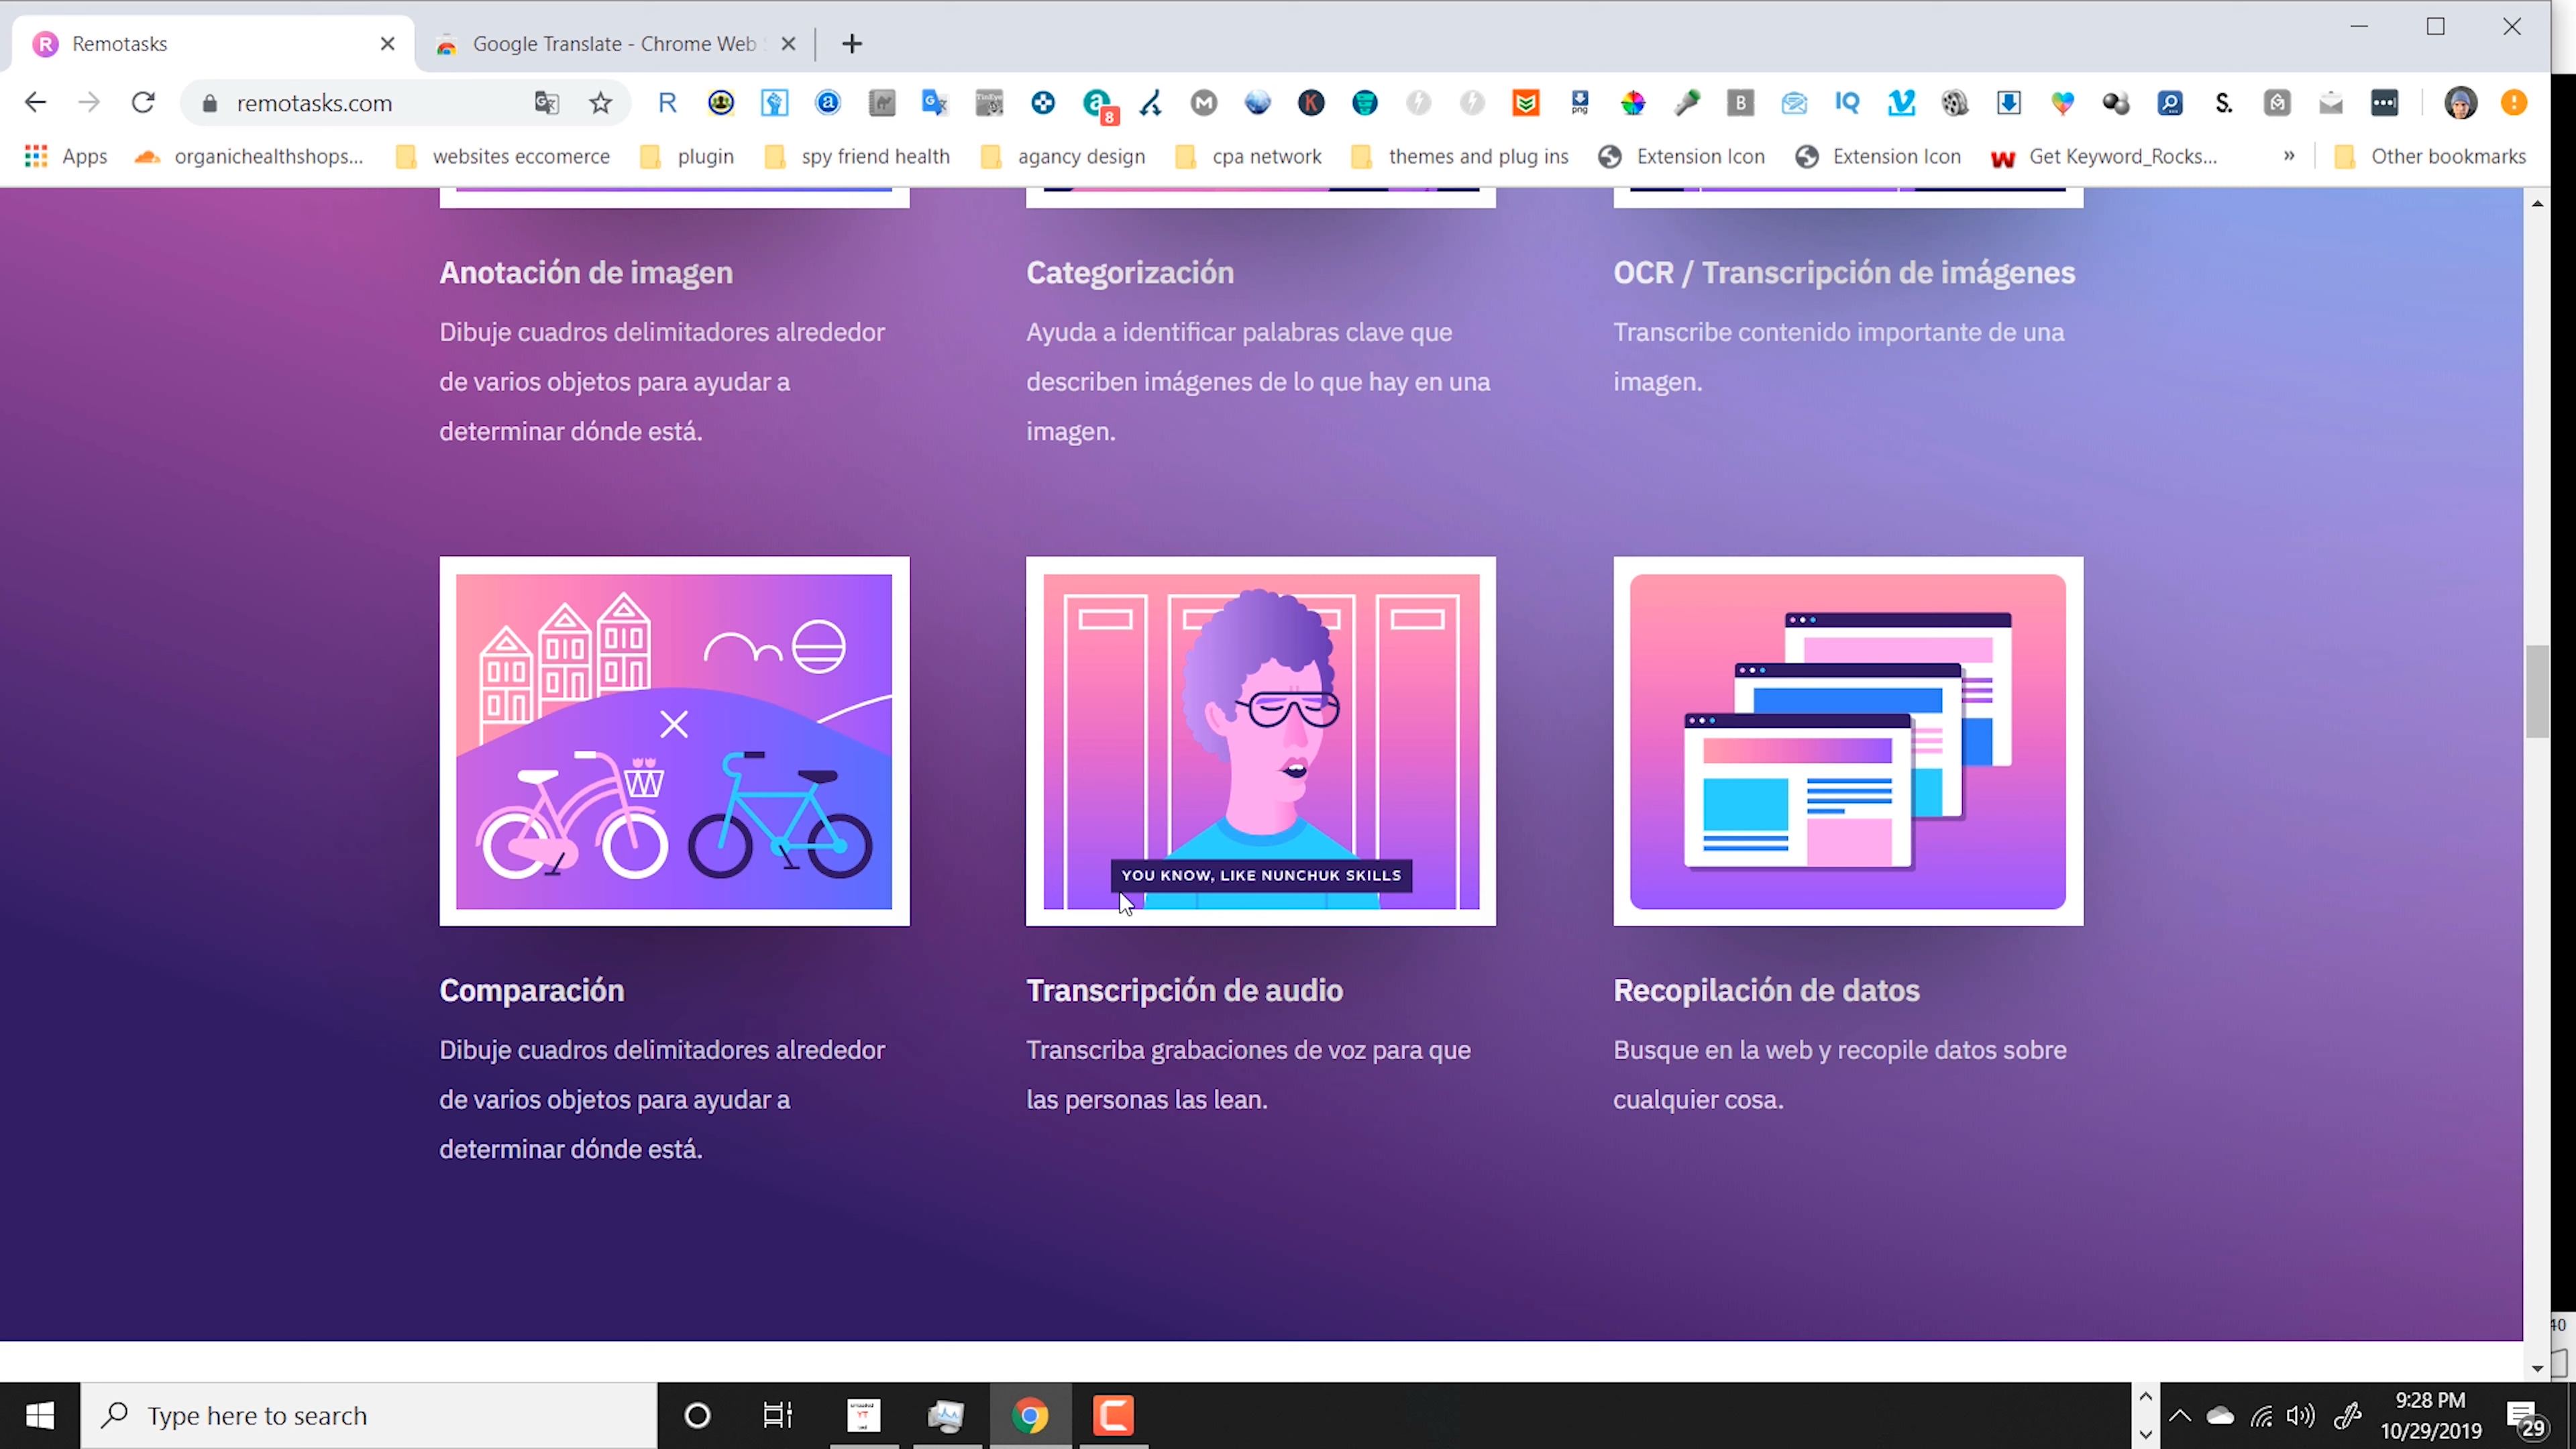 Remotasks
Google Translate - Chrome Web
remotasks.com
8
Apps
organichealthshops...
websites eccomerce
plugin
spy friend health
agancy design
cpa network
themes and plug ins
Extension Icon
Extension Icon
Get Keyword_Rocks...
»
Other bookmarks
Anotación de imagen
Dibuje cuadros delimitadores alrededor
de varios objetos para ayudar a
determinar dónde está.
Categorización
Ayuda a identificar palabras clave que
describen imágenes de lo que hay en una
imagen.
OCR / Transcripción de imágenes
Transcribe contenido importante de una
imagen.
YOU KNOW, LIKE NUNCHUK SKILLS
Comparación
Dibuje cuadros delimitadores alrededor
de varios objetos para ayudar a
determinar dónde está.
Transcripción de audio
Transcriba grabaciones de voz para que
las personas las lean.
Recopilación de datos
Busque en la web y recopile datos sobre
cualquier cosa.
40
Type here to search
9:28 PM
10/29/2019
29